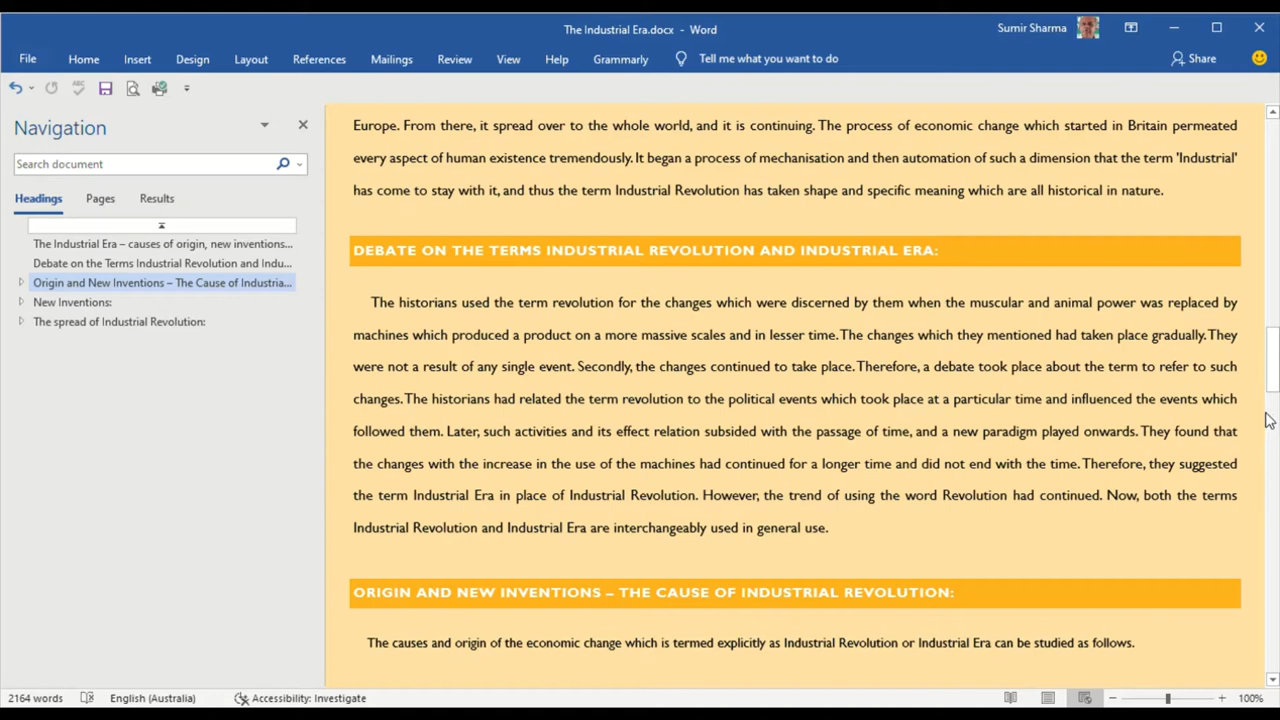 The Industrial Era.docx - Word
Sumir Sharma
File
Home
Insert
Design
Layout
References
Mailings
Review
View
Help
Grammarly
Tell me what you want to do
Share
Navigation
Search document
Headings
Pages
Results
The Industrial Era – causes of origin, new inventions...
Debate on the Terms Industrial Revolution and Indu...
Origin and New Inventions – The Cause of Industria...
New Inventions:
The spread of Industrial Revolution:
Europe. From there, it spread over to the whole world, and it is continuing. The process of economic change which started in Britain permeated
every aspect of human existence tremendously. It began a process of mechanisation and then automation of such a dimension that the term 'Industrial'
has come to stay with it, and thus the term Industrial Revolution has taken shape and specific meaning which are all historical in nature.
DEBATE ON THE TERMS INDUSTRIAL REVOLUTION AND INDUSTRIAL ERA:
The historians used the term revolution for the changes which were discerned by them when the muscular and animal power was replaced by
machines which produced a product on a more massive scales and in lesser time. The changes which they mentioned had taken place gradually. They
were not a result of any single event. Secondly, the changes continued to take place. Therefore, a debate took place about the term to refer to such
changes. The historians had related the term revolution to the political events which took place at a particular time and influenced the events which
followed them. Later, such activities and its effect relation subsided with the passage of time, and a new paradigm played onwards. They found that
the changes with the increase in the use of the machines had continued for a longer time and did not end with the time. Therefore, they suggested
the term Industrial Era in place of Industrial Revolution. However, the trend of using the word Revolution had continued. Now, both the terms
Industrial Revolution and Industrial Era are interchangeably used in general use.
ORIGIN AND NEW INVENTIONS – THE CAUSE OF INDUSTRIAL REVOLUTION:
The causes and origin of the economic change which is termed explicitly as Industrial Revolution or Industrial Era can be studied as follows.
2164 words
English (Australia)
Accessibility: Investigate
100%